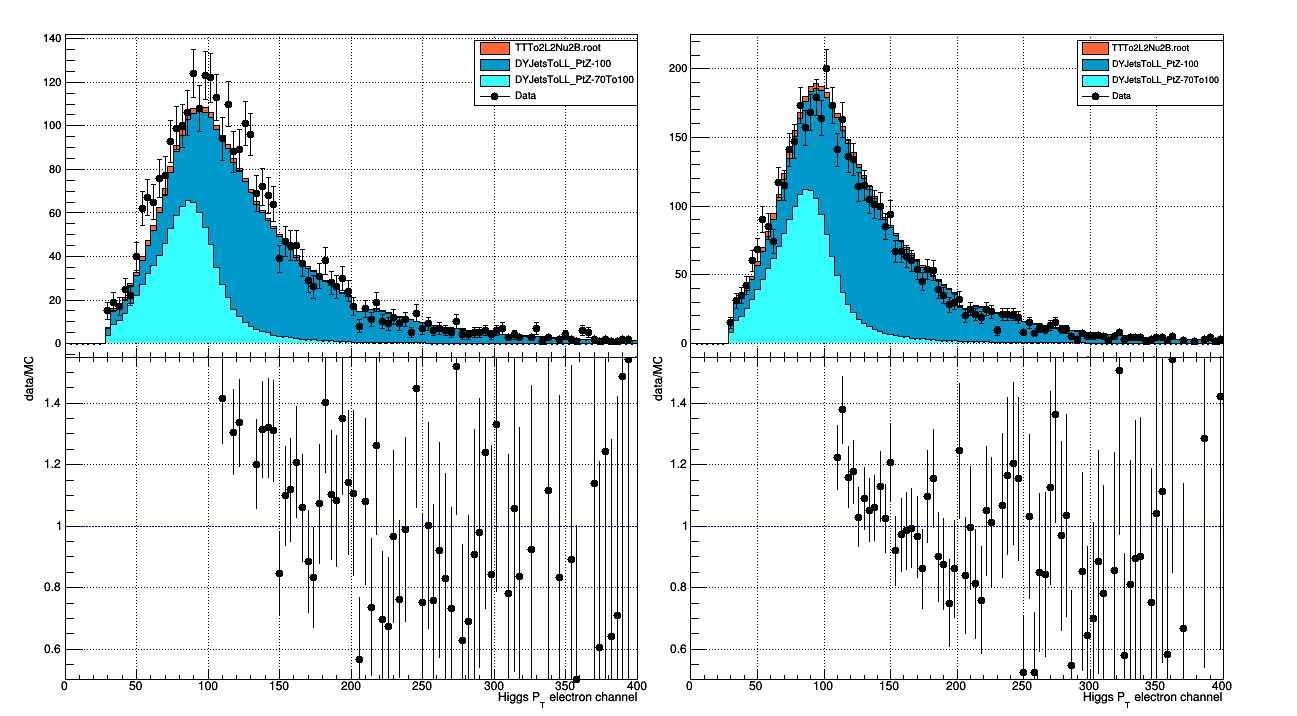 140
120
100
80
60
40
20
0
TTTo2L2Nu2B.root
DYJetsToLL_PtZ-100
DYJetsToLL_PtZ-70To100
Data
data/MC
1.4
1.2
1
0.8
0.6
0 50 100 150 200 250 300 350 400
Higgs P_T electron channel
200
150
100
50
0
TTTo2L2Nu2B.root
DYJetsToLL_PtZ-100
DYJetsToLL_PtZ-70To100
Data
data/MC
1.4
1.2
1
0.8
0.6
0 50 100 150 200 250 300 350 400
Higgs P_T electron channel